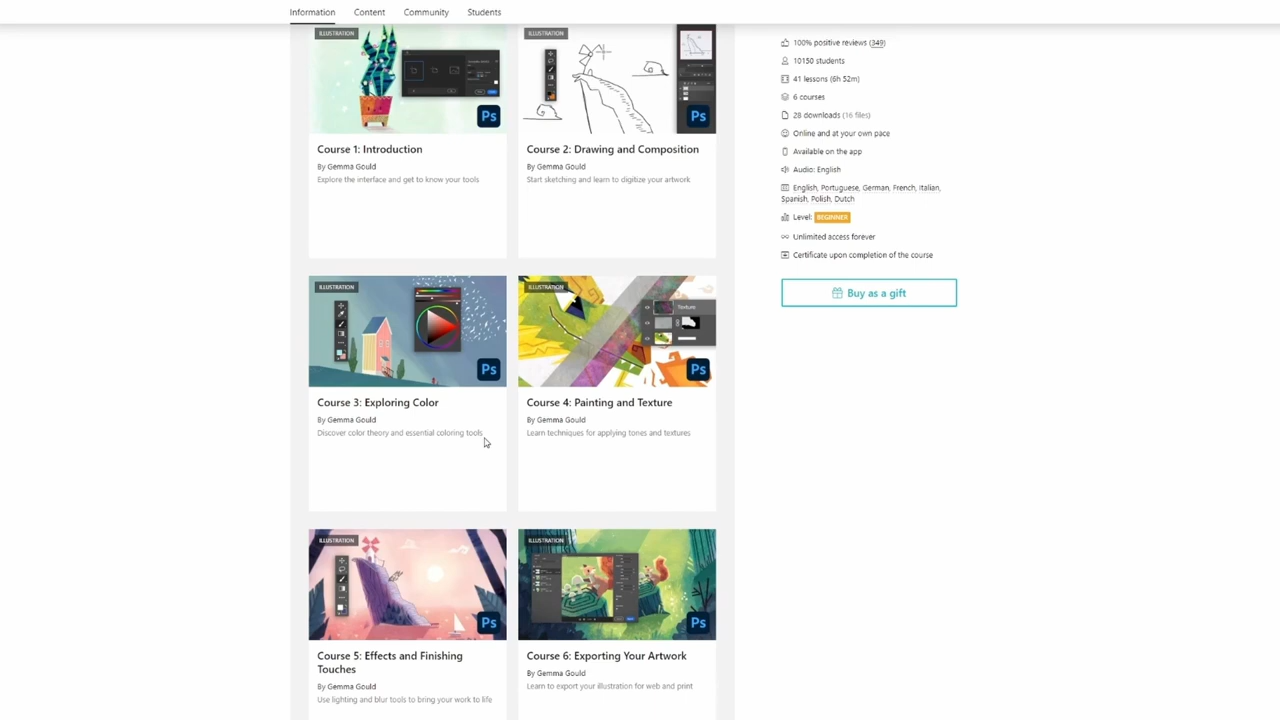 Information
Content
Community
Students
ILLUSTRATION
Ps
Course 1: Introduction
By Gemma Gould
Explore the interface and get to know your tools
ILLUSTRATION
Ps
Course 2: Drawing and Composition
By Gemma Gould
Start sketching and learn to digitize your artwork
ILLUSTRATION
Ps
Course 3: Exploring Color
By Gemma Gould
Discover color theory and essential coloring tools
ILLUSTRATION
Texture
Ps
Course 4: Painting and Texture
By Gemma Gould
Learn techniques for applying tones and textures
ILLUSTRATION
Ps
Course 5: Effects and Finishing
Touches
By Gemma Gould
Use lighting and blur tools to bring your work to life
ILLUSTRATION
Ps
Course 6: Exporting Your Artwork
By Gemma Gould
Learn to export your illustration for web and print
100% positive reviews (349)
10150 students
41 lessons (6h 52m)
6 courses
28 downloads (16 files)
Online and at your own pace
Available on the app
Audio: English
English, Portuguese, German, French, Italian,
Spanish, Polish, Dutch
Level: BEGINNER
Unlimited access forever
Certificate upon completion of the course
Buy as a gift